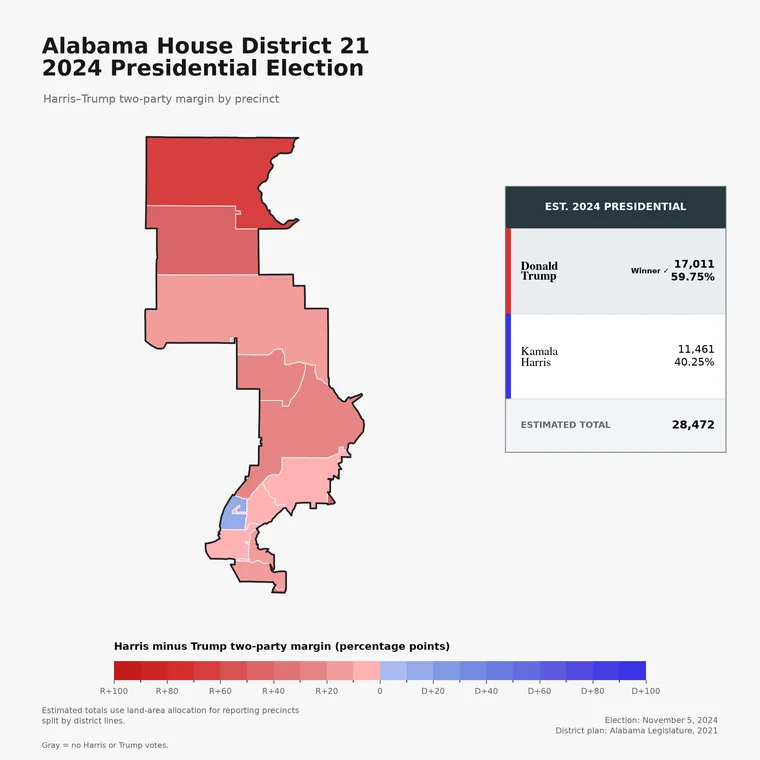 Alabama House District 21
2024 Presidential Election
Harris–Trump two-party margin by precinct
EST. 2024 PRESIDENTIAL
Donald
Trump
Winner ✓
17,011
59.75%
Kamala
Harris
11,461
40.25%
ESTIMATED TOTAL
28,472
Harris minus Trump two-party margin (percentage points)
R+100 R+80 R+60 R+40 R+20 0 D+20 D+40 D+60 D+80 D+100
Estimated totals use land-area allocation for reporting precincts
split by district lines.
Gray = no Harris or Trump votes.
Election: November 5, 2024
District plan: Alabama Legislature, 2021